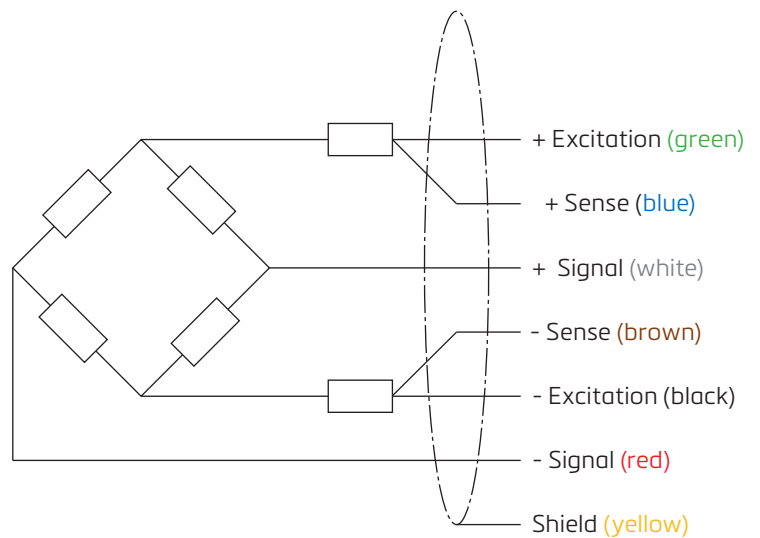 + Excitation (green)
+ Sense (blue)
+ Signal (white)
- Sense (brown)
- Excitation (black)
- Signal (red)
Shield (yellow)